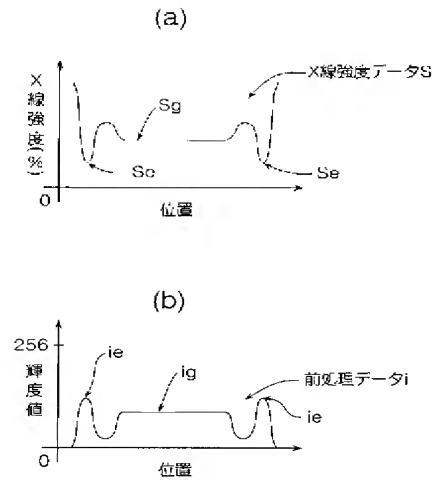 (a)
X線強度(%)
X線強度データS
Sg
Sc
Se
0
位置
(b)
256
輝度値
ie
ig
前処理データi
ie
0
位置